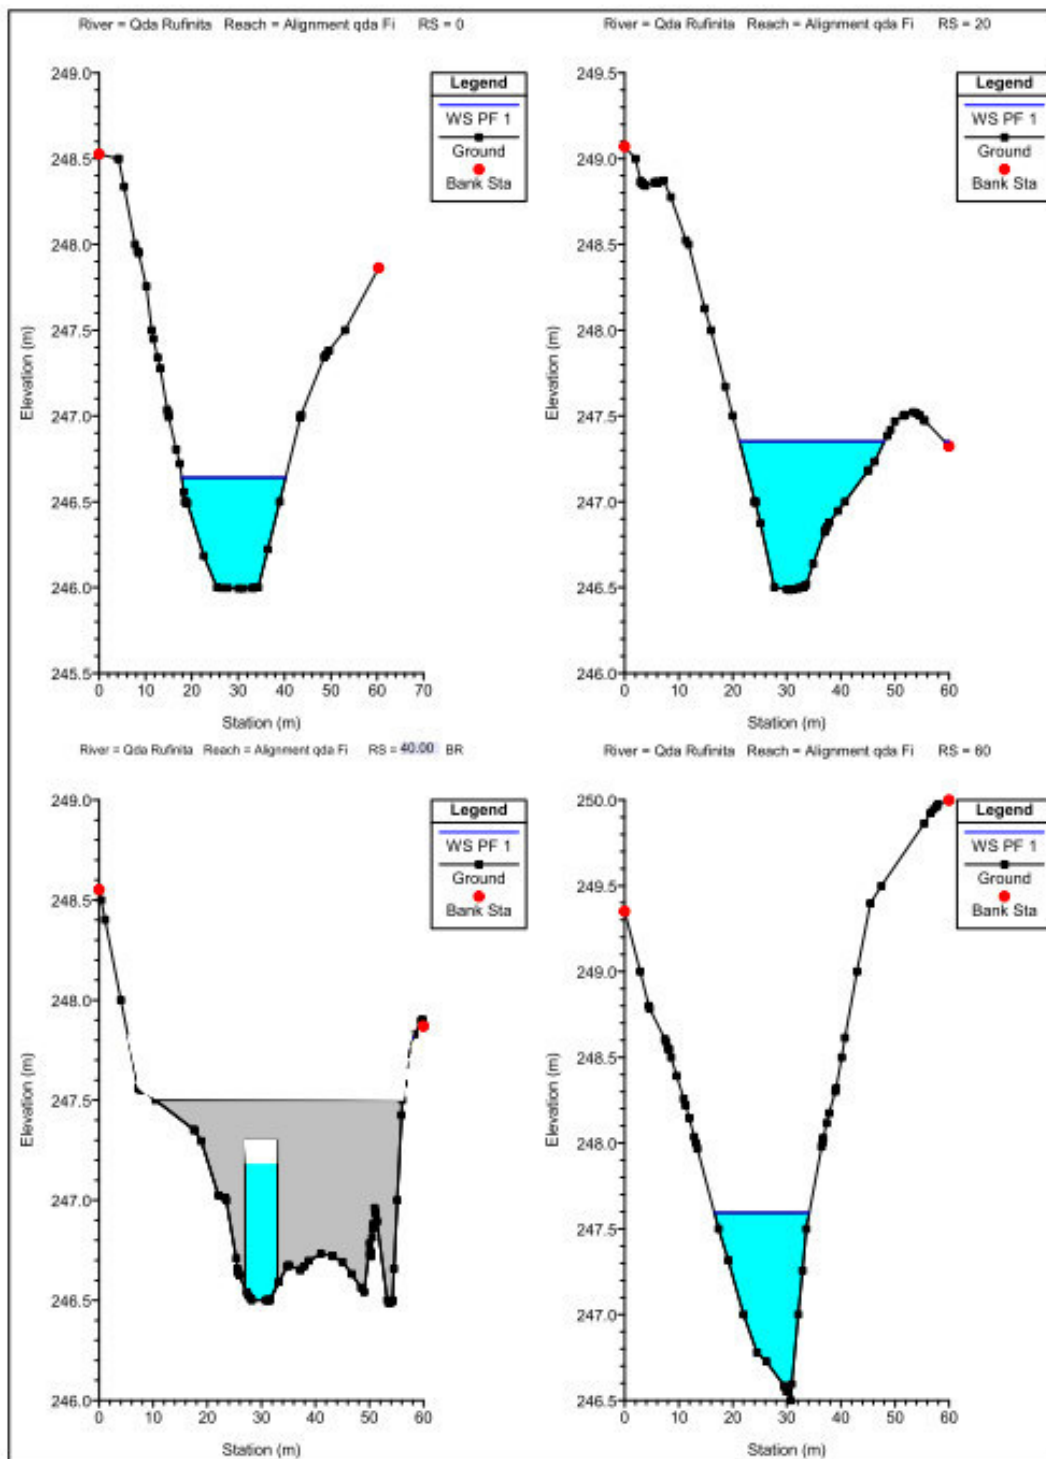 River = Qda Rufinita Reach = Alignment qda Fi RS = 0
249.0
248.5
248.0
247.5
247.0
246.5
246.0
245.5
Elevation (m)
0 10 20 30 40 50 60 70
Station (m)
Legend
WS PF 1
Ground
Bank Sta
River = Qda Rufinita Reach = Alignment qda Fi RS = 20
249.5
249.0
248.5
248.0
247.5
247.0
246.5
246.0
Elevation (m)
0 10 20 30 40 50 60
Station (m)
Legend
WS PF 1
Ground
Bank Sta
River = Qda Rufinita Reach = Alignment qda Fi RS = 40.00 BR
249.0
248.5
248.0
247.5
247.0
246.5
246.0
Elevation (m)
0 10 20 30 40 50 60
Station (m)
Legend
WS PF 1
Ground
Bank Sta
River = Qda Rufinita Reach = Alignment qda Fi RS = 60
250.0
249.5
249.0
248.5
248.0
247.5
247.0
246.5
Elevation (m)
0 10 20 30 40 50 60
Station (m)
Legend
WS PF 1
Ground
Bank Sta